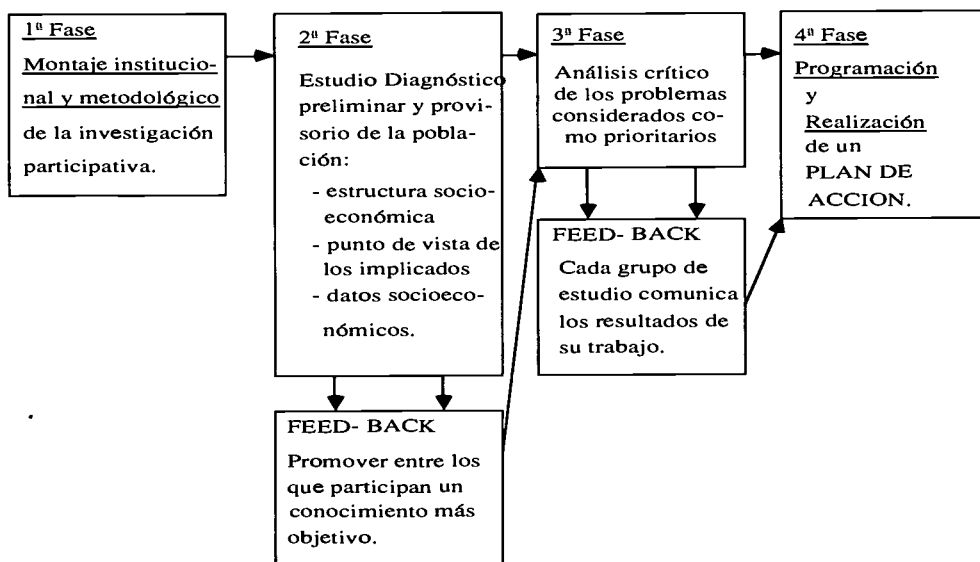 1ª Fase
Montaje institucio-
nal y metodológico
de la investigación
participativa.
2ª Fase
Estudio Diagnóstico
preliminar y provi-
sorio de la pobla-
ción:
- estructura socio-
económica
- punto de vista de
los implicados
- datos socioeco-
nómicos.
FEED- BACK
Promover entre los
que participan un
conocimiento más
objetivo.
3ª Fase
Análisis crítico
de los problemas
considerados co-
mo prioritarios
FEED- BACK
Cada grupo de
estudio comunica
los resultados de
su trabajo.
4ª Fase
Programación
y
Realización
de un
PLAN DE
ACCION.